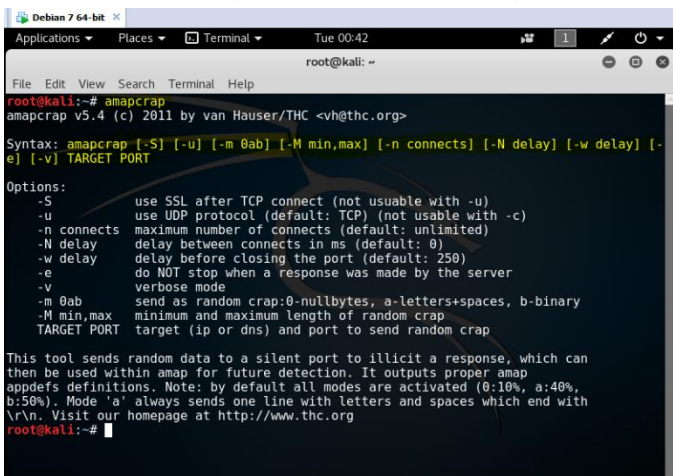 Debian 7 64-bit ×
Applications Places Terminal Tue 00:42 1
root@kali: ~
File Edit View Search Terminal Help
root@kali:~# amapcrap
amapcrap v5.4 (c) 2011 by van Hauser/THC <vh@thc.org>
Syntax: amapcrap [-S] [-u] [-m 0ab] [-M min,max] [-n connects] [-N delay] [-w delay] [-
e] [-v] TARGET PORT
Options:
-S use SSL after TCP connect (not usuable with -u)
-u use UDP protocol (default: TCP) (not usable with -c)
-n connects maximum number of connects (default: unlimited)
-N delay delay between connects in ms (default: 0)
-w delay delay before closing the port (default: 250)
-e do NOT stop when a response was made by the server
-v verbose mode
-m 0ab send as random crap:0-nullbytes, a-letters+spaces, b-binary
-M min,max minimum and maximum length of random crap
TARGET PORT target (ip or dns) and port to send random crap
This tool sends random data to a silent port to illicit a response, which can
then be used within amap for future detection. It outputs proper amap
appdefs definitions. Note: by default all modes are activated (0:10%, a:40%,
b:50%). Mode 'a' always sends one line with letters and spaces which end with
\r\n. Visit our homepage at http://www.thc.org
root@kali:~#